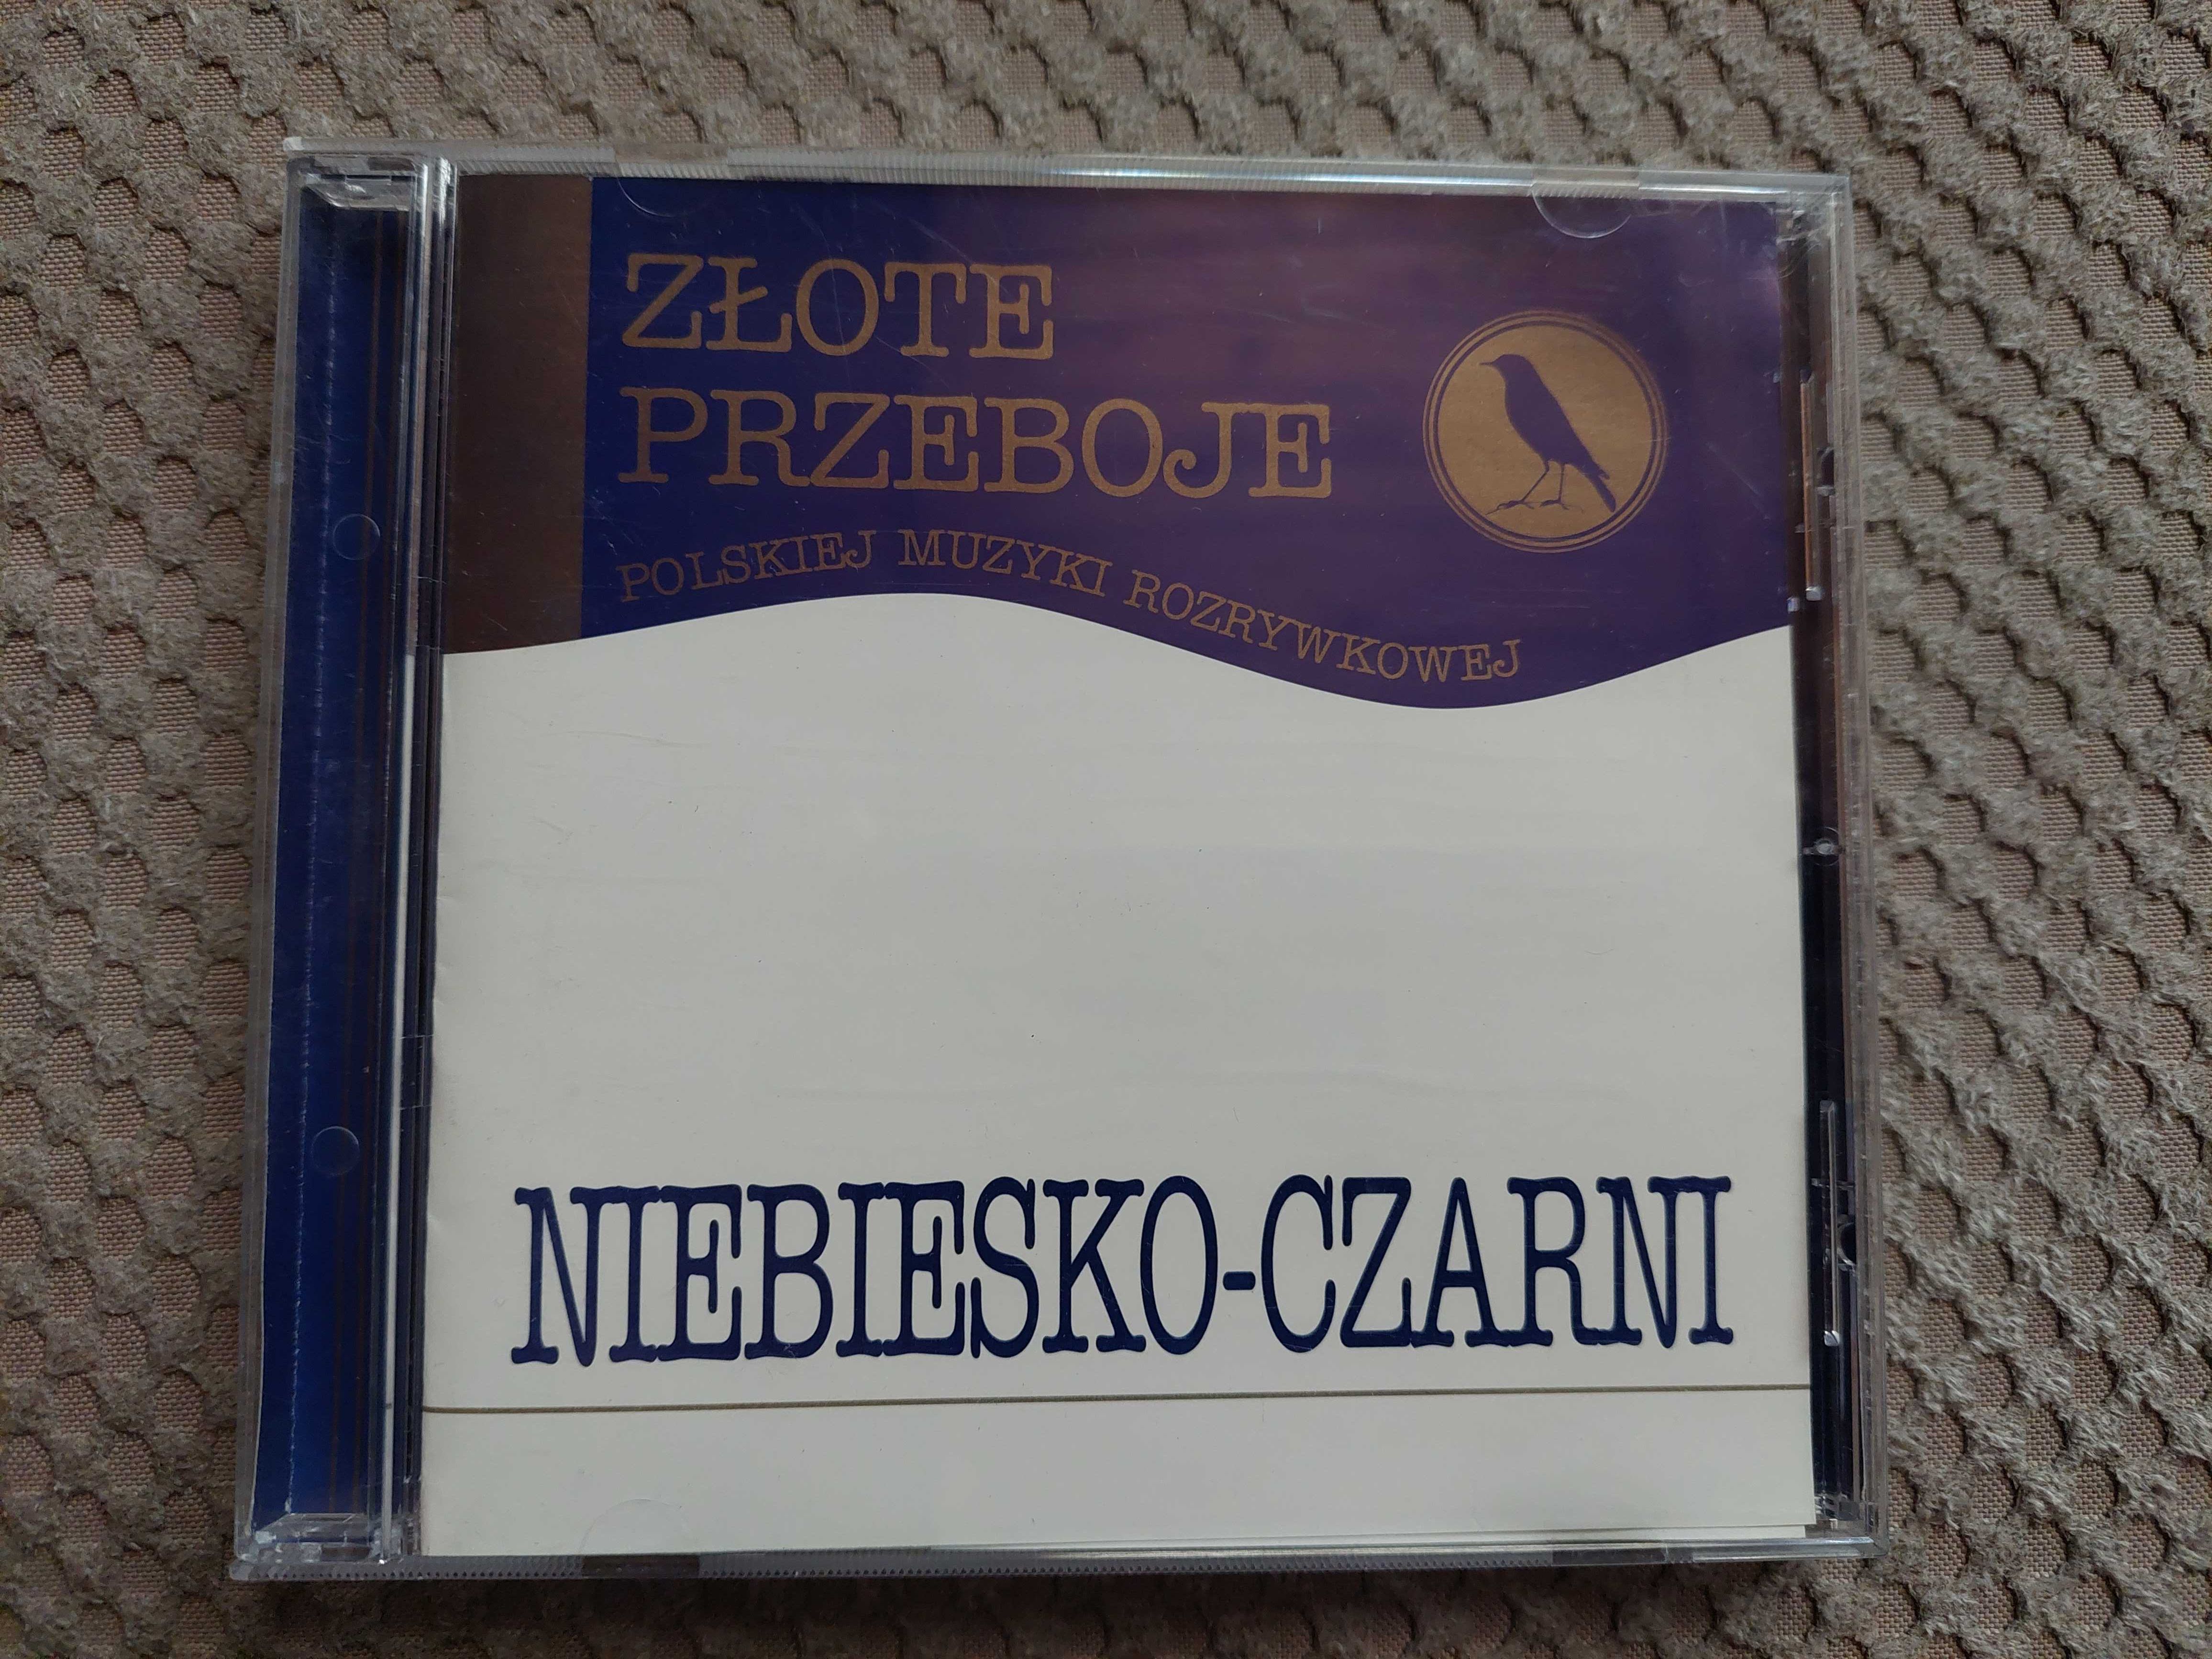 ZŁOTE
PRZEBOJE
POLSKIEJ MUZYKI ROZRYWKOWEJ
NIEBIESKO-CZARNI